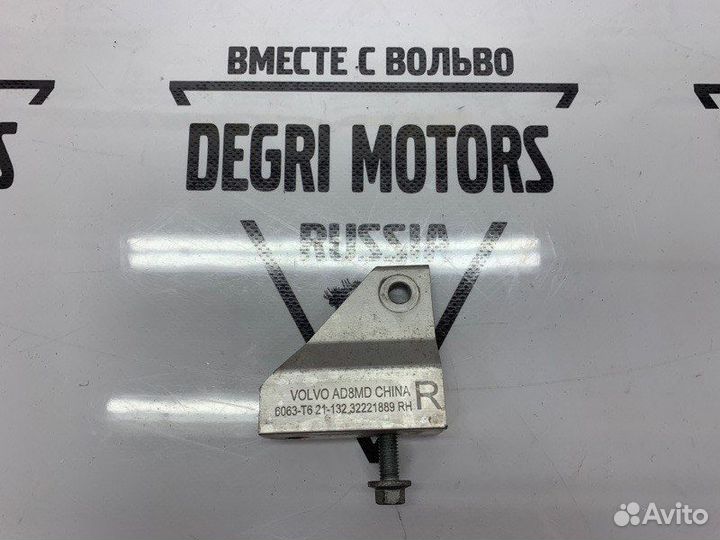 ВМЕСТЕ С ВОЛЬВО
DEGRI MOTORS
RUSSIA
VOLVO AD8MD CHINA
6063-T6 21-132,32221889 RH
R
Avito